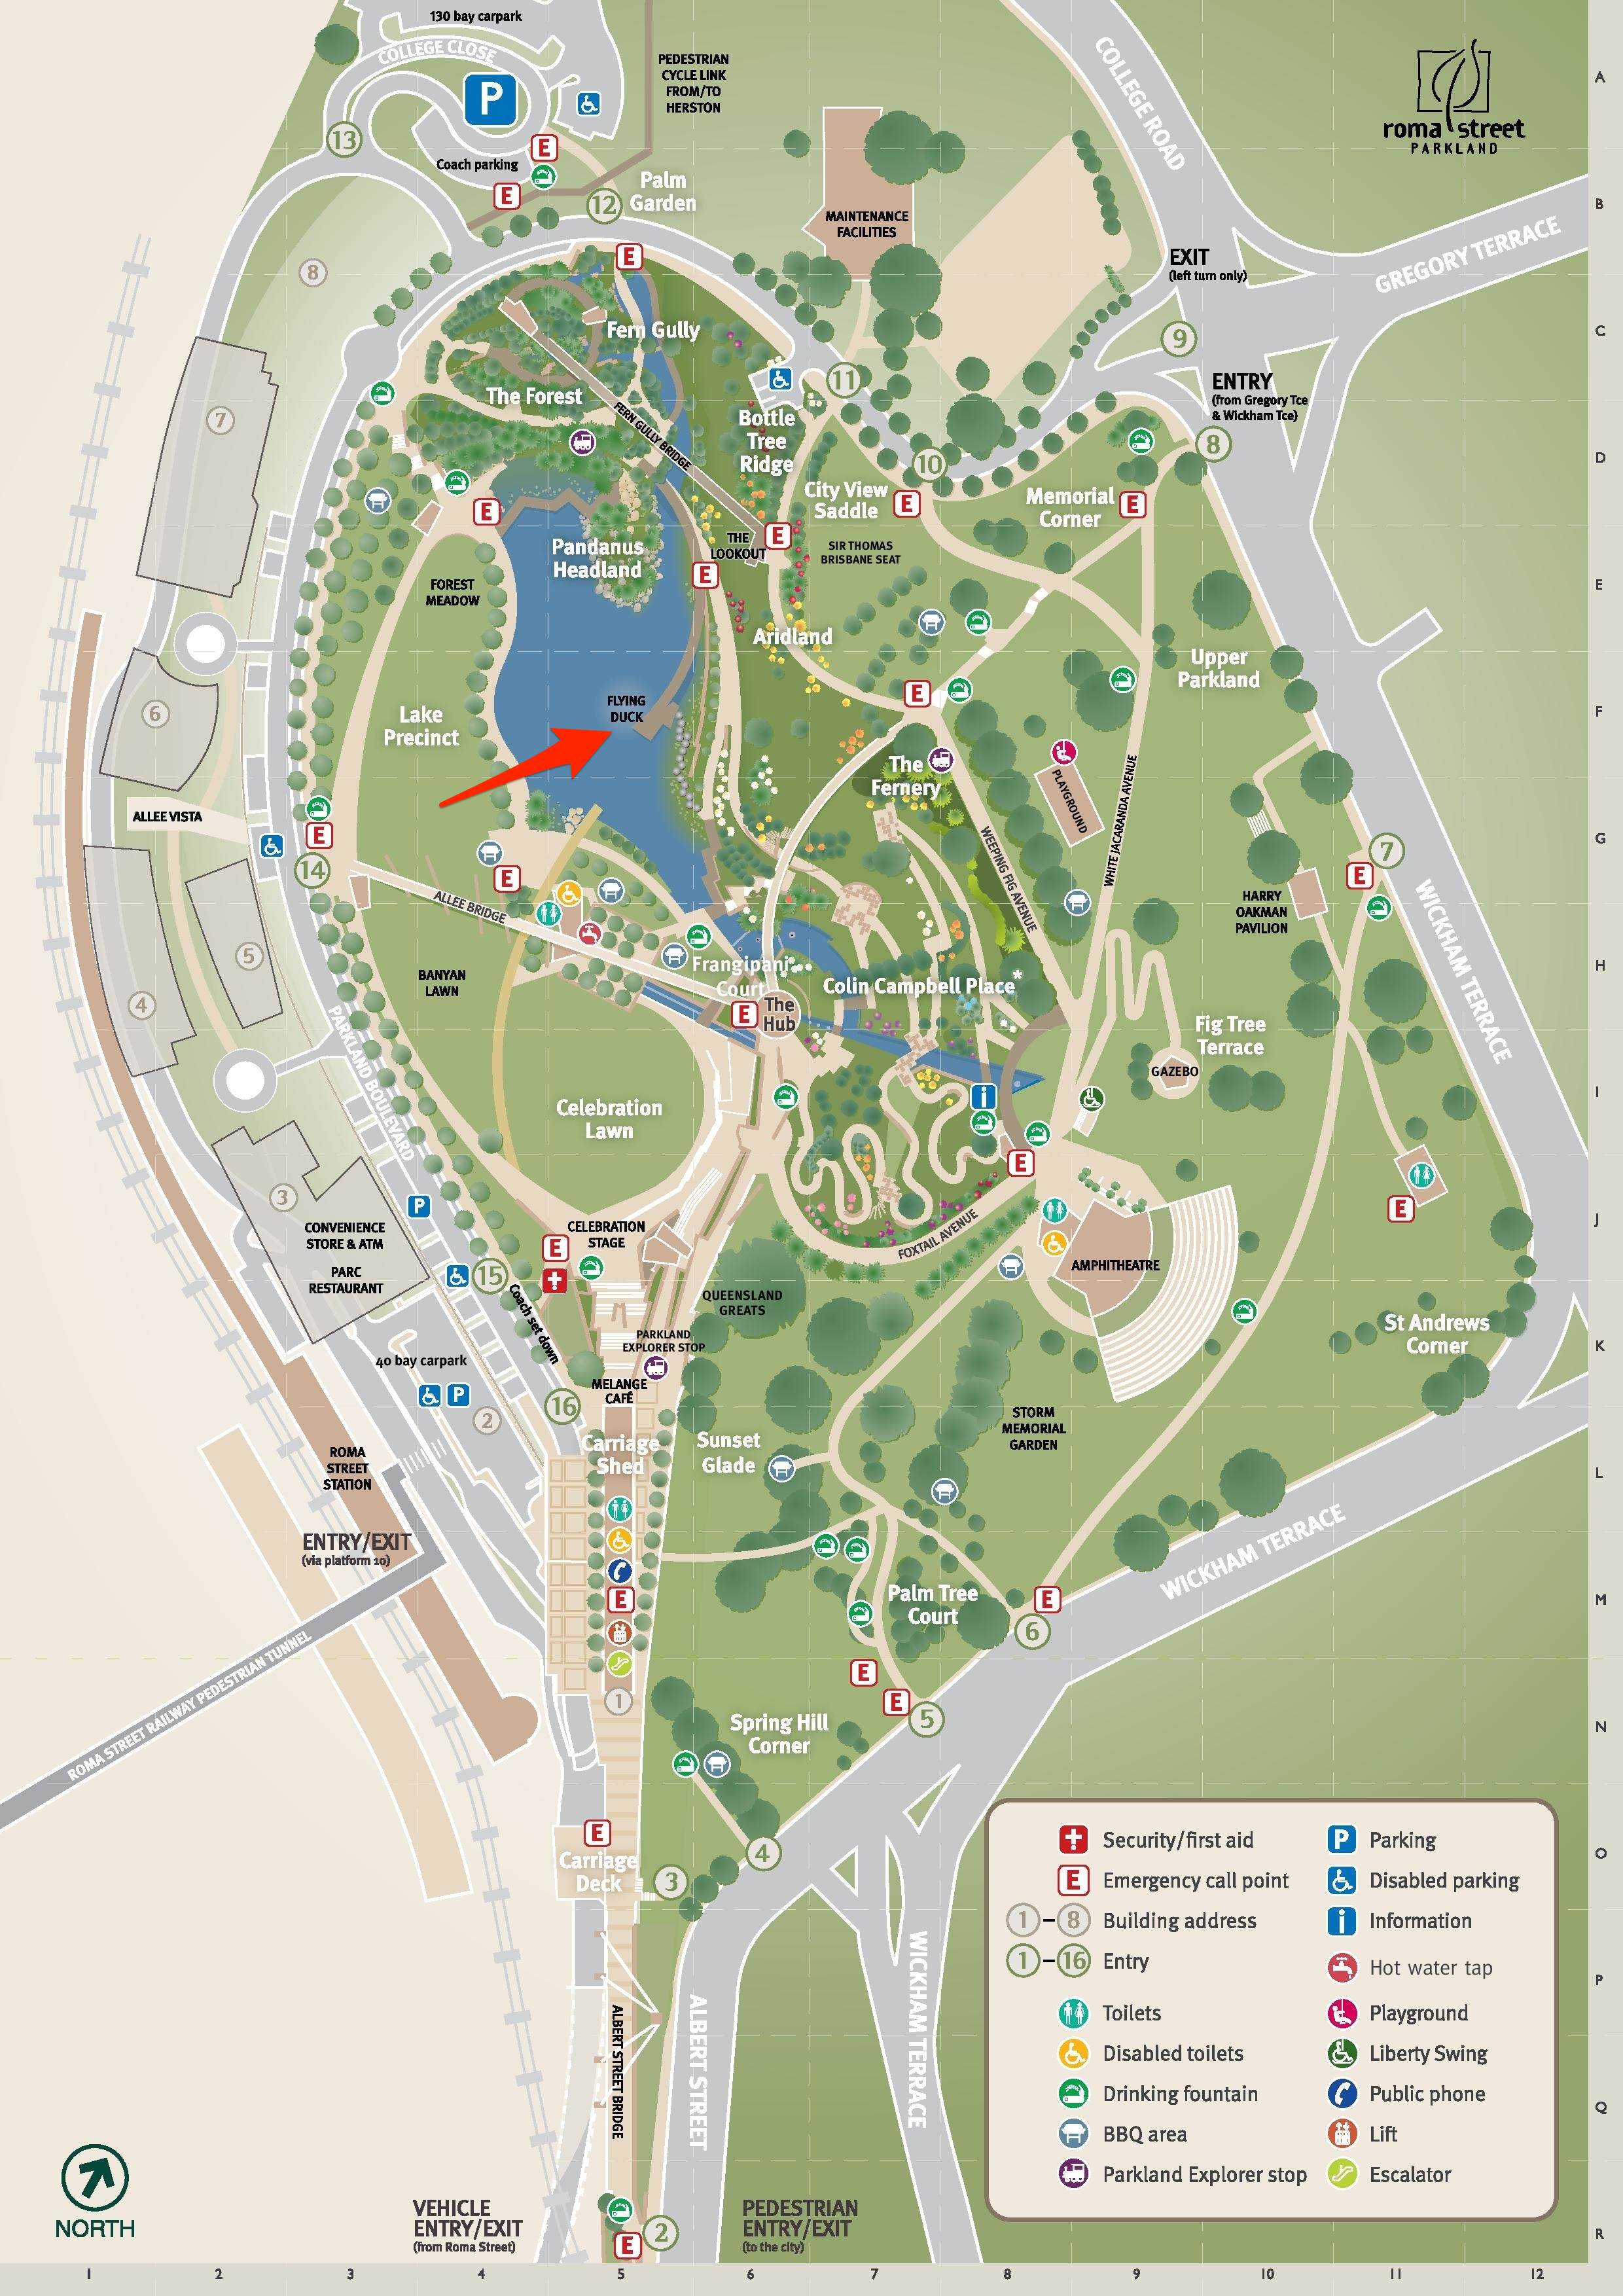 130 bay carpark
COLLEGE CLOSE
P
PEDESTRIAN
CYCLE LINK
FROM/TO
HERSTON
COLLEGE ROAD
roma street
PARKLAND
A
13
E
Coach parking
E
12
Palm
Garden
MAINTENANCE
FACILITIES
B
GREGORY TERRACE
EXIT
(left turn only)
8
E
Fern Gully
9
C
7
The Forest
FERN GULLY BRIDGE
11
ENTRY
(from Gregory Tce
& Wickham Tce)
8
Bottle
Tree
Ridge
10
D
City View
Saddle
E
Memorial
Corner
E
E
Pandanus
Headland
THE
LOOKOUT
E
SIR THOMAS
BRISBANE SEAT
E
FOREST
MEADOW
E
Aridland
Upper
Parkland
6
Lake
Precinct
FLYING
DUCK
E
F
The
Fernery
PLAYGROUND
WHITE JACARANDA AVENUE
ALLEE VISTA
E
14
E
WEEPING FIG AVENUE
G
7
E
ALLEE BRIDGE
HARRY
OAKMAN
PAVILION
WICKHAM TERRACE
5
4
BANYAN
LAWN
Frangipani
Court
E
The
Hub
Colin Campbell Place
*
H
PARKLAND BOULEVARD
Fig Tree
Terrace
GAZEBO
Celebration
Lawn
i
I
E
3
CONVENIENCE
STORE & ATM
PARC
RESTAURANT
P
CELEBRATION
STAGE
E
FOXTAIL AVENUE
AMPHITHEATRE
E
J
15
Coach set down
QUEENSLAND
GREATS
PARKLAND
EXPLORER STOP
St Andrews
Corner
K
40 bay carpark
P
2
16
MELANGE
CAFÉ
STORM
MEMORIAL
GARDEN
ROMA
STREET
STATION
Carriage
Shed
Sunset
Glade
L
ENTRY/EXIT
(via platform 10)
WICKHAM TERRACE
E
Palm Tree
Court
E
6
M
ROMA STREET RAILWAY PEDESTRIAN TUNNEL
1
E
E
5
Spring Hill
Corner
N
E
Carriage
Deck
3
4
O
Security/first aid
E Emergency call point
1 – 8 Building address
1 – 16 Entry
Toilets
Disabled toilets
Drinking fountain
BBQ area
Parkland Explorer stop
P Parking
Disabled parking
i Information
Hot water tap
Playground
Liberty Swing
Public phone
Lift
Escalator
P
Q
R
ALBERT STREET BRIDGE
ALBERT STREET
WICKHAM TERRACE
NORTH
VEHICLE
ENTRY/EXIT
(from Roma Street)
2
E
PEDESTRIAN
ENTRY/EXIT
(to the city)
1 2 3 4 5 6 7 8 9 10 11 12